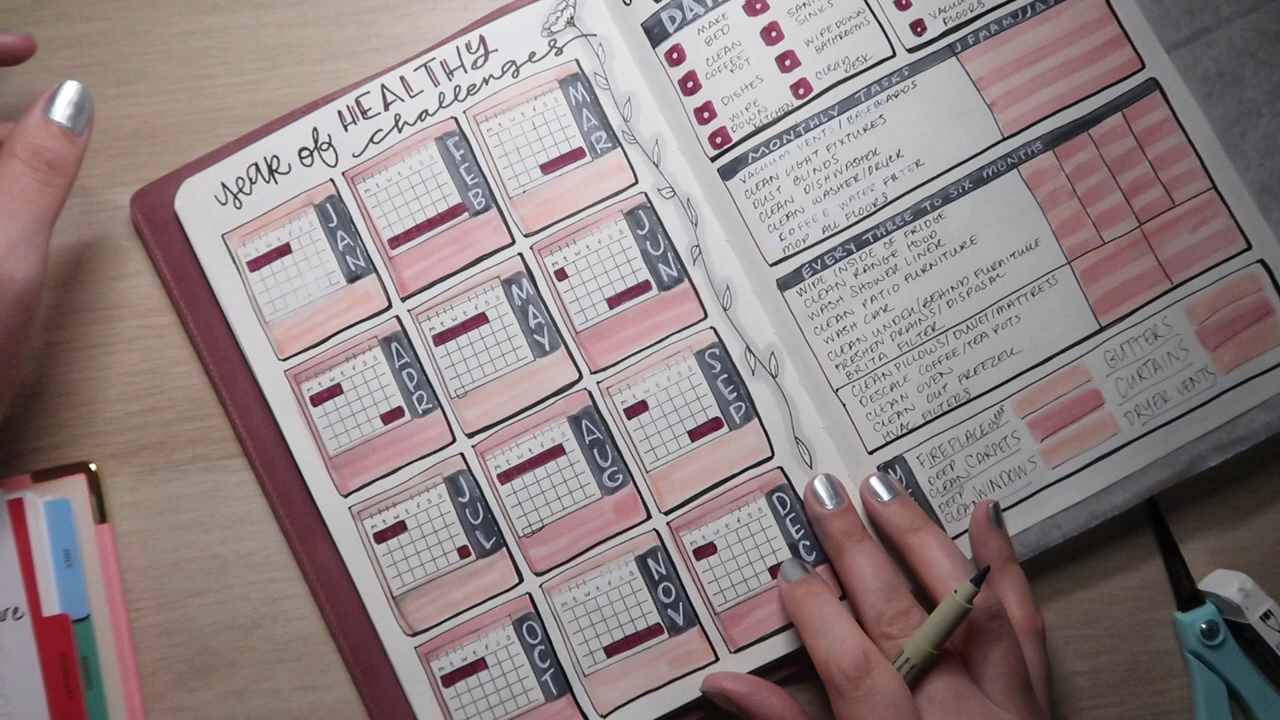 YEAR OF HEALTHY
challenges
JAN
m t w t f s s
FEB
m t w t f s s
MAR
m t w t f s s
APR
m t w t f s s
MAY
m t w t f s s
JUN
m t w t f s s
JUL
m t w t f s s
AUG
m t w t f s s
SEP
m t w t f s s
OCT
m t w t f s s
NOV
m t w t f s s
DEC
m t w t f s s
MAKE BED
CLEAN COFFEE POT
DISHES
WIPE DOWN KITCHEN
SINKS
WIPE DOWN BATHROOMS
CLEAN DESK
VACUUM FLOORS
MONTHLY TASKS
J F M A M J J A S
VACUUM VENTS/BASEBOARDS
CLEAN LIGHT FIXTURES
DUST BLINDS
CLEAN DISHWASHER
CLEAN WASHER/DRYER
COFFEE WATER FILTER
MOP ALL FLOORS
EVERY THREE TO SIX MONTHS
WIPE INSIDE OF FRIDGE
CLEAN RANGE HOOD
WASH SHOWER LINER
CLEAN PATIO FURNITURE
WASH CAR
CLEAN UNDER/BEHIND FURNITURE
FRESHEN DRAINS/DISPOSAL
BRITA FILTER
CLEAN PILLOWS/DUVET/MATTRESS
DESCALE COFFEE/TEA POTS
CLEAN OVEN
CLEAN OUT FREEZER
HVAC FILTERS
FIREPLACE
DEEP CLEAN CARPETS
DEEP CLEAN WINDOWS
GUTTERS
CURTAINS
DRYER VENTS